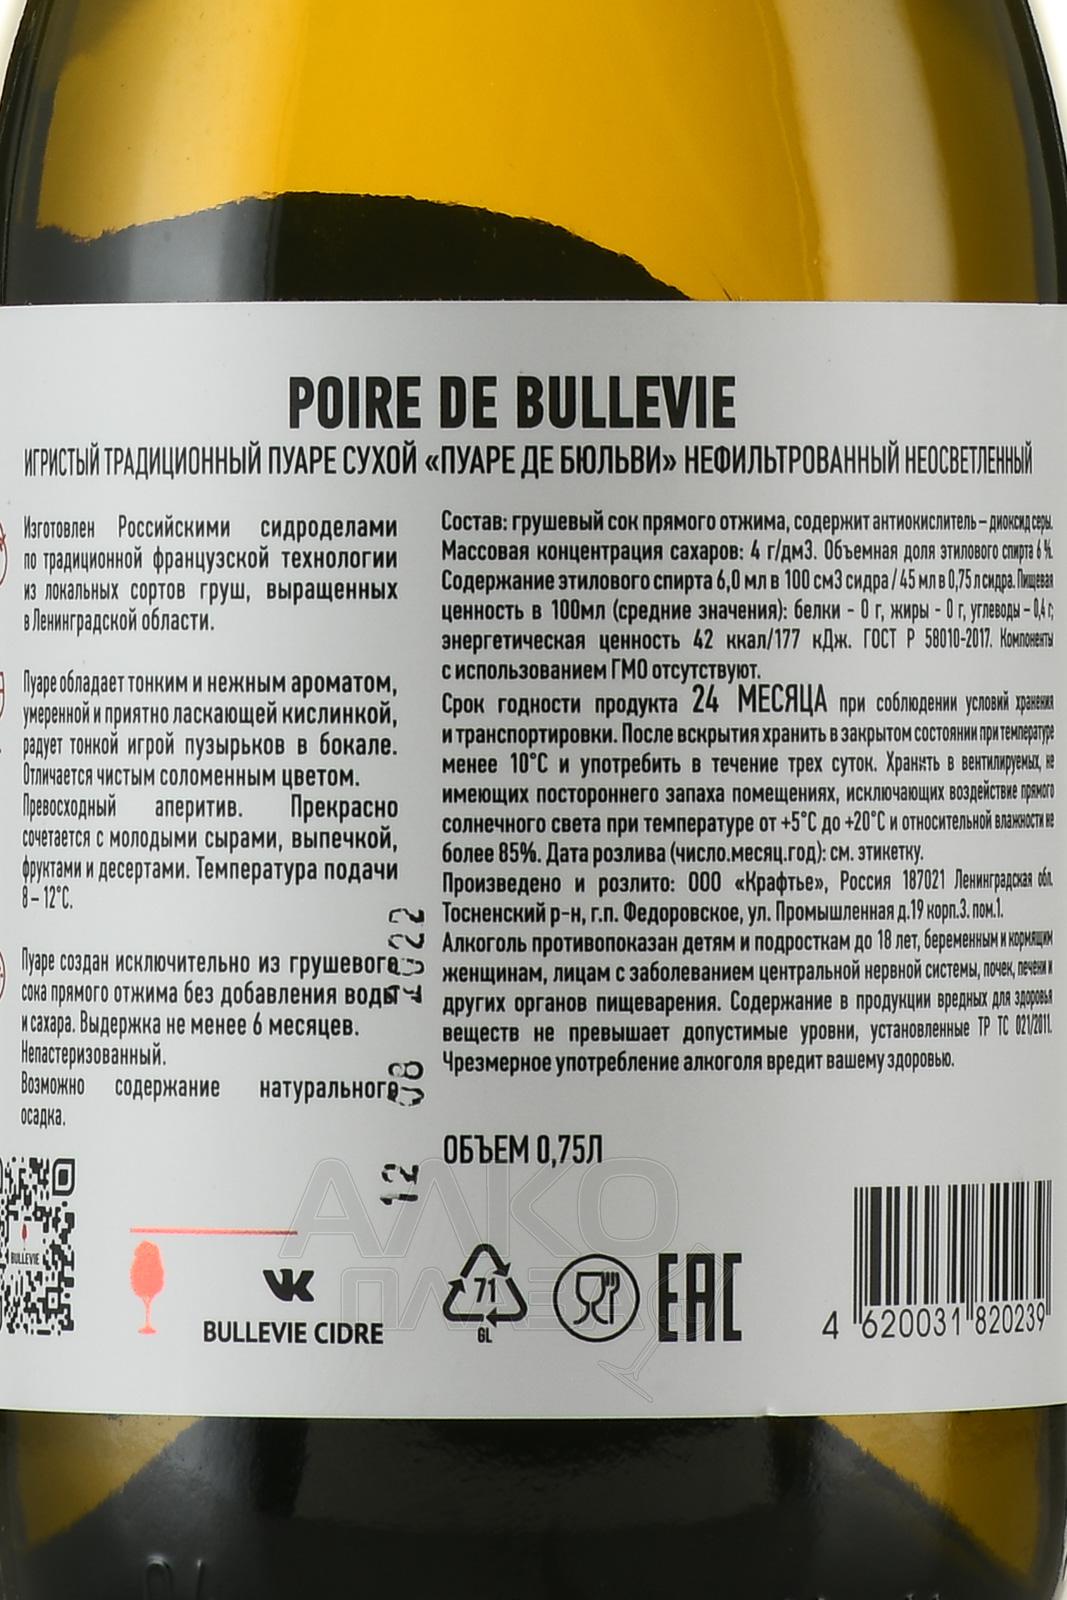 POIRE DE BULLEVIE
ИГРИСТЫЙ ТРАДИЦИОННЫЙ ПУАРЕ СУХОЙ «ПУАРЕ ДЕ БЮЛЬВИ» НЕФИЛЬТРОВАННЫЙ НЕОСВЕТЛЕННЫЙ
Изготовлен Российскими сидроделами
по традиционной французской технологии
из локальных сортов груш, выращенных
в Ленинградской области.
Пуаре обладает тонким и нежным ароматом,
умеренной и приятно ласкающей кислинкой,
радует тонкой игрой пузырьков в бокале.
Отличается чистым соломенным цветом.
Превосходный аперитив. Прекрасно
сочетается с молодыми сырами, выпечкой,
фруктами и десертами. Температура подачи
8 – 12°С.
Пуаре создан исключительно из грушевого
сока прямого отжима без добавления воды
и сахара. Выдержка не менее 6 месяцев.
Непастеризованный.
Возможно содержание натурального
осадка.
Состав: грушевый сок прямого отжима, содержит антиокислитель – диоксид серы.
Массовая концентрация сахаров: 4 г/дм3. Объемная доля этилового спирта 6 %.
Содержание этилового спирта 6,0 мл в 100 см3 сидра / 45 мл в 0,75 л сидра. Пищевая
ценность в 100мл (средние значения): белки - 0 г, жиры - 0 г, углеводы – 0,4 г;
энергетическая ценность 42 ккал/177 кДж. ГОСТ Р 58010-2017. Компоненты
с использованием ГМО отсутствуют.
Срок годности продукта 24 МЕСЯЦА при соблюдении условий хранения
и транспортировки. После вскрытия хранить в закрытом состоянии при температуре
менее 10°С и употребить в течение трех суток. Хранить в вентилируемых, не
имеющих постороннего запаха помещениях, исключающих воздействие прямого
солнечного света при температуре от +5°С до +20°С и относительной влажности не
более 85%. Дата розлива (число.месяц.год): см. этикетку.
Произведено и розлито: ООО «Крафтье», Россия 187021 Ленинградская обл.
Тосненский р-н, г.п. Федоровское, ул. Промышленная д.19 корп.3. пом.1.
Алкоголь противопоказан детям и подросткам до 18 лет, беременным и кормящим
женщинам, лицам с заболеванием центральной нервной системы, почек, печени и
других органов пищеварения. Содержание в продукции вредных для здоровья
веществ не превышает допустимые уровни, установленные ТР ТС 021/2011.
Чрезмерное употребление алкоголя вредит вашему здоровью.
12 08 2022
ОБЪЕМ 0,75Л
BULLEVIE
BULLEVIE CIDRE
71
GL
EAC
4 620031 820239
АЛКО
ПЛАЗА